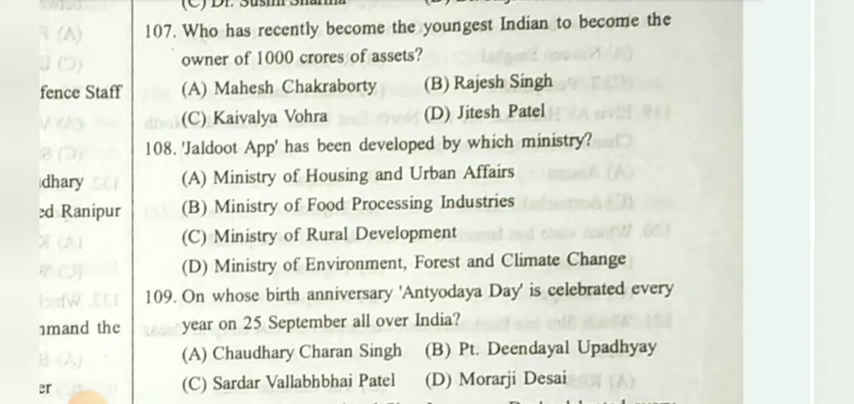 fence Staff
dhary
ed Ranipur
mand the
er
107. Who has recently become the youngest Indian to become the
owner of 1000 crores of assets?
(A) Mahesh Chakraborty (B) Rajesh Singh
(C) Kaivalya Vohra (D) Jitesh Patel
108. 'Jaldoot App' has been developed by which ministry?
(A) Ministry of Housing and Urban Affairs
(B) Ministry of Food Processing Industries
(C) Ministry of Rural Development
(D) Ministry of Environment, Forest and Climate Change
109. On whose birth anniversary 'Antyodaya Day' is celebrated every
year on 25 September all over India?
(A) Chaudhary Charan Singh (B) Pt. Deendayal Upadhyay
(C) Sardar Vallabhbhai Patel (D) Morarji Desai